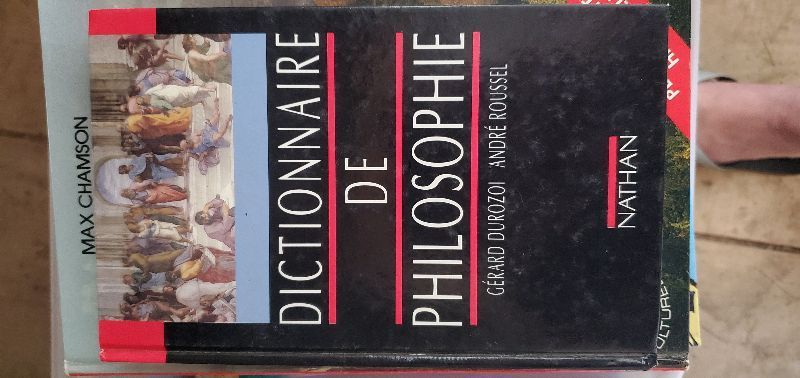 MAX CHAMSON
DICTIONNAIRE
DE
PHILOSOPHIE
GÉRARD DUROZOI ANDRÉ ROUSSEL
NATHAN